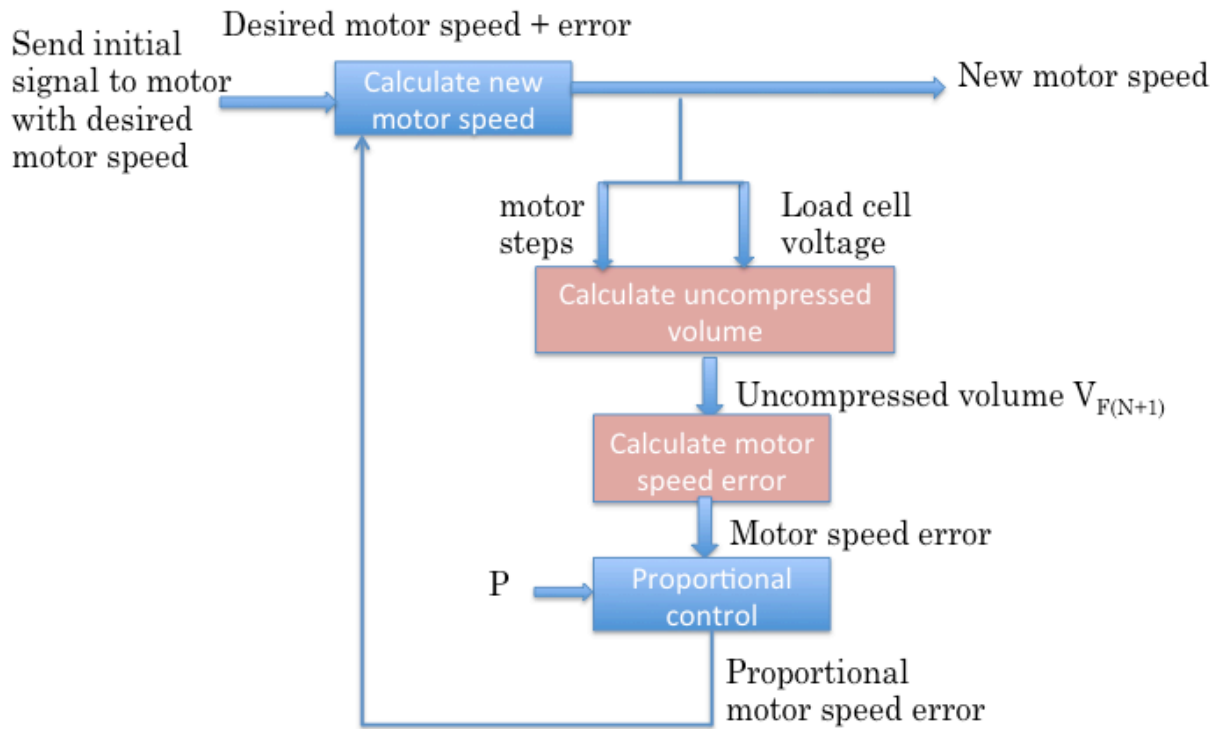 Desired motor speed + error
Send initial
signal to motor
with desired
motor speed
Calculate new
motor speed
New motor speed
motor
steps
Load cell
voltage
Calculate uncompressed
volume
Uncompressed volume V_{F(N+1)}
Calculate motor
speed error
Motor speed error
P
Proportional
control
Proportional
motor speed error